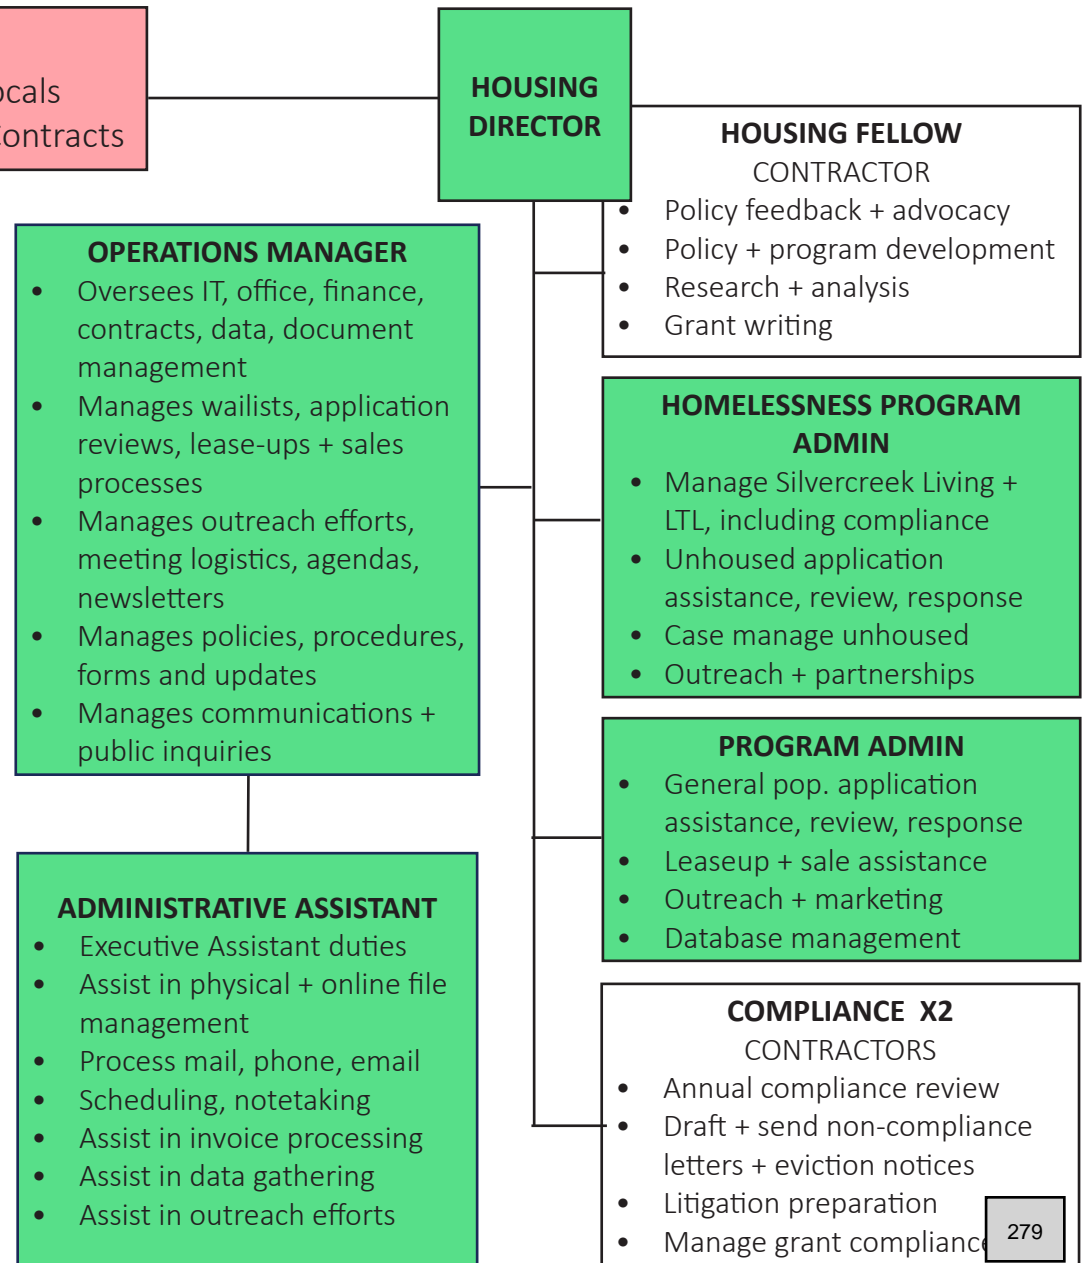 ocals
Contracts
HOUSING
DIRECTOR
HOUSING FELLOW
CONTRACTOR
• Policy feedback + advocacy
• Policy + program development
• Research + analysis
• Grant writing
OPERATIONS MANAGER
• Oversees IT, office, finance,
contracts, data, document
management
• Manages wailists, application
reviews, lease-ups + sales
processes
• Manages outreach efforts,
meeting logistics, agendas,
newsletters
• Manages policies, procedures,
forms and updates
• Manages communications +
public inquiries
HOMELESSNESS PROGRAM
ADMIN
• Manage Silvercreek Living +
LTL, including compliance
• Unhoused application
assistance, review, response
• Case manage unhoused
• Outreach + partnerships
PROGRAM ADMIN
• General pop. application
assistance, review, response
• Leaseup + sale assistance
• Outreach + marketing
• Database management
ADMINISTRATIVE ASSISTANT
• Executive Assistant duties
• Assist in physical + online file
management
• Process mail, phone, email
• Scheduling, notetaking
• Assist in invoice processing
• Assist in data gathering
• Assist in outreach efforts
COMPLIANCE X2
CONTRACTORS
• Annual compliance review
• Draft + send non-compliance
letters + eviction notices
• Litigation preparation
• Manage grant compliance
279